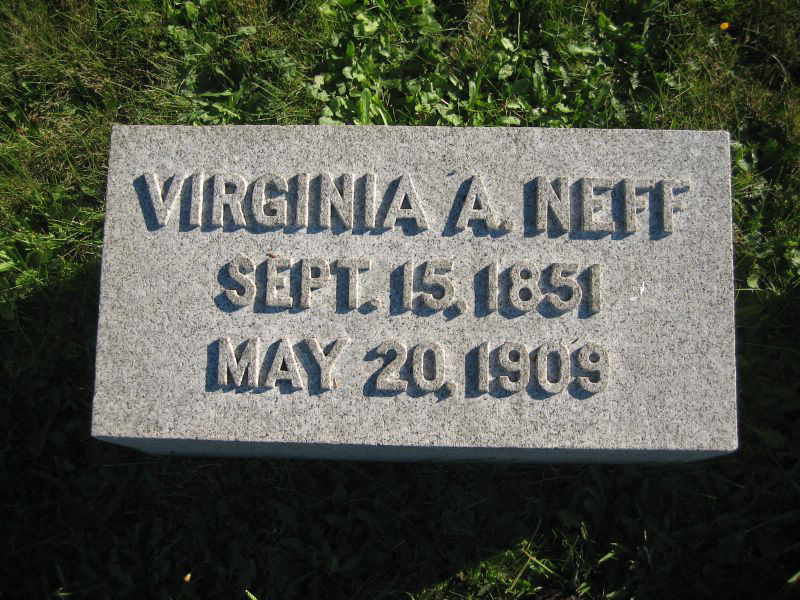 VIRGINIA A. NEFF
SEPT. 15, 1851
MAY 20, 1909